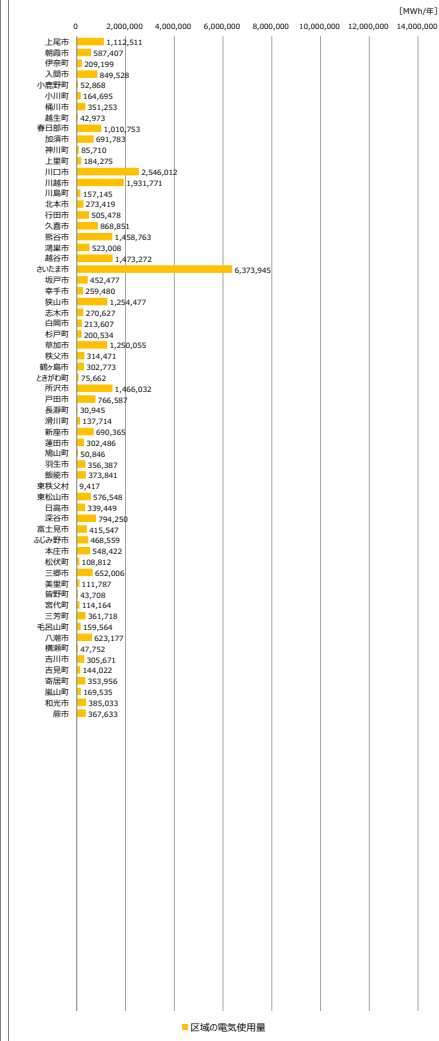 [MWh/年]
0 2,000,000 4,000,000 6,000,000 8,000,000 10,000,000 12,000,000 14,000,000
上尾市 1,112,511
朝霞市 587,407
伊奈町 209,199
入間市 849,528
小鹿野町 52,868
小川町 164,695
桶川市 351,253
越生町 42,973
春日部市 1,010,753
加須市 691,783
神川町 85,710
上里町 184,275
川口市 2,546,012
川越市 1,931,771
川島町 157,145
北本市 273,419
行田市 505,478
久喜市 868,851
熊谷市 1,458,763
鴻巣市 523,008
越谷市 1,473,272
さいたま市 6,373,945
坂戸市 452,477
幸手市 259,480
狭山市 1,254,477
志木市 270,627
白岡市 213,607
杉戸町 200,534
草加市 1,250,055
秩父市 314,471
鶴ヶ島市 302,773
ときがわ町 75,662
所沢市 1,466,032
戸田市 766,587
長瀞町 30,945
滑川町 137,714
新座市 690,365
蓮田市 302,486
鳩山町 50,846
羽生市 356,387
飯能市 373,841
東秩父村 9,417
東松山市 576,548
日高市 339,449
深谷市 794,250
富士見市 415,547
ふじみ野市 468,559
本庄市 548,422
松伏町 108,812
三郷市 652,006
美里町 111,787
皆野町 43,708
宮代町 114,164
三芳町 361,718
毛呂山町 159,564
八潮市 623,177
横瀬町 47,752
吉川市 305,671
吉見町 144,022
寄居町 353,956
嵐山町 169,535
和光市 385,033
蕨市 367,633
区域の電気使用量